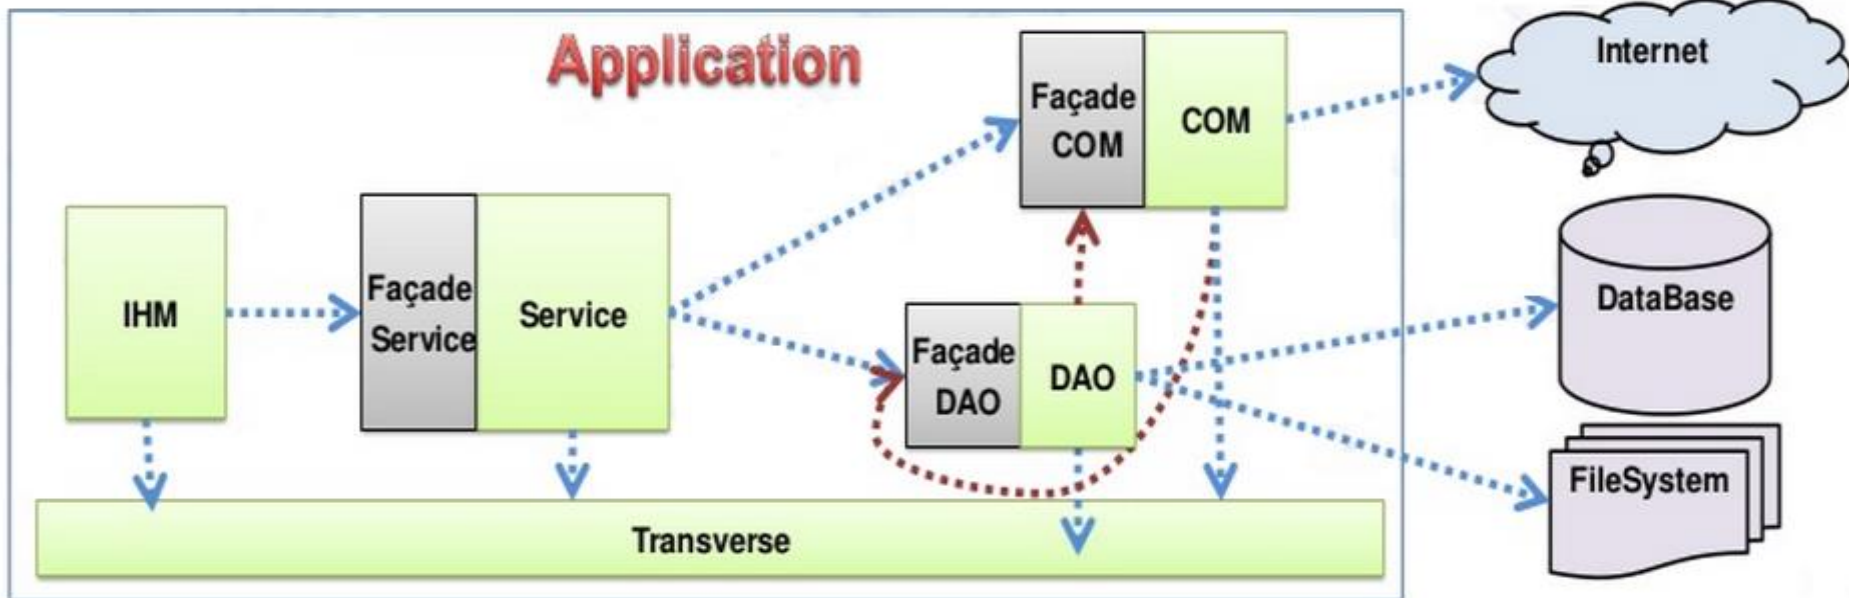 Application
Internet
Façade
COM
COM
IHM
Façade
Service
Service
Façade
DAO
DAO
DataBase
FileSystem
Transverse